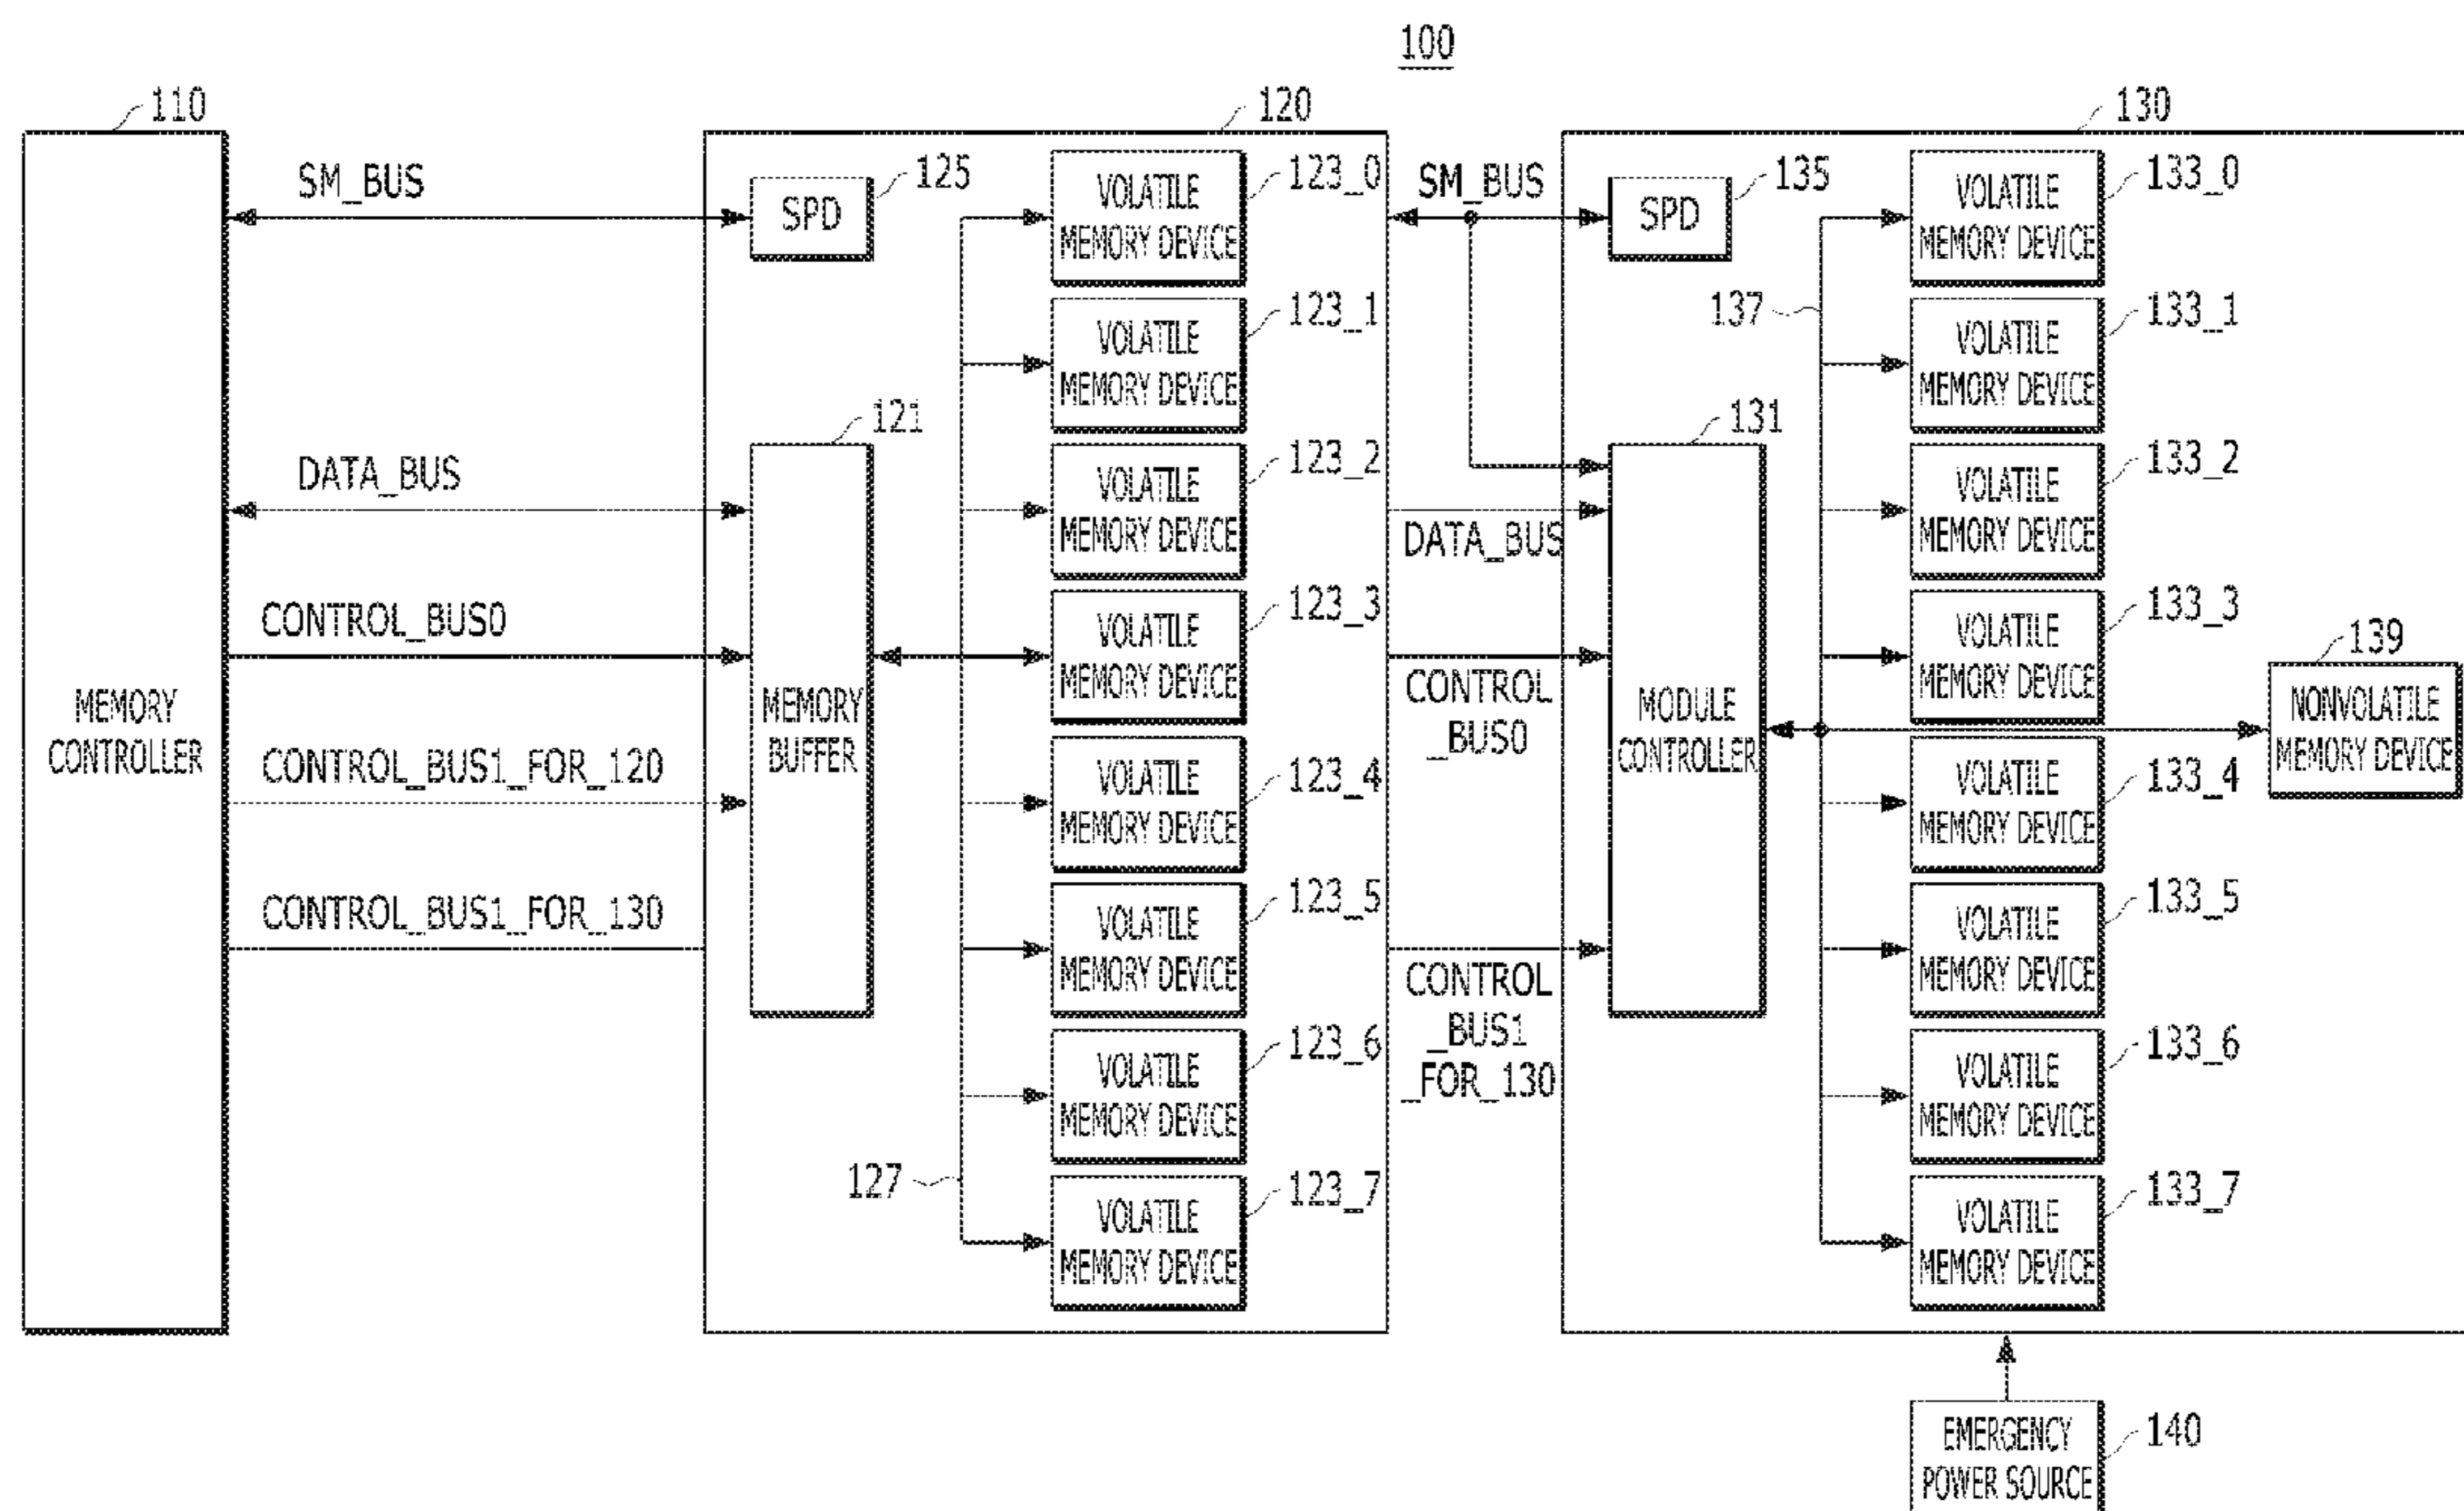 100
110
120
130
SM_BUS
SPD
125
VOLATILE
MEMORY DEVICE
123_0
SM_BUS
SPD
135
VOLATILE
MEMORY DEVICE
133_0
VOLATILE
MEMORY DEVICE
123_1
137
VOLATILE
MEMORY DEVICE
133_1
DATA_BUS
121
VOLATILE
MEMORY DEVICE
123_2
DATA_BUS
131
VOLATILE
MEMORY DEVICE
133_2
CONTROL_BUS0
VOLATILE
MEMORY DEVICE
123_3
CONTROL
_BUS0
VOLATILE
MEMORY DEVICE
133_3
139
NONVOLATILE
MEMORY DEVICE
MEMORY
CONTROLLER
MEMORY
BUFFER
MODULE
CONTROLLER
CONTROL_BUS1_FOR_120
VOLATILE
MEMORY DEVICE
123_4
VOLATILE
MEMORY DEVICE
133_4
CONTROL_BUS1_FOR_130
VOLATILE
MEMORY DEVICE
123_5
CONTROL
_BUS1
_FOR_130
VOLATILE
MEMORY DEVICE
133_5
VOLATILE
MEMORY DEVICE
123_6
VOLATILE
MEMORY DEVICE
133_6
127
VOLATILE
MEMORY DEVICE
123_7
VOLATILE
MEMORY DEVICE
133_7
EMERGENCY
POWER SOURCE
140